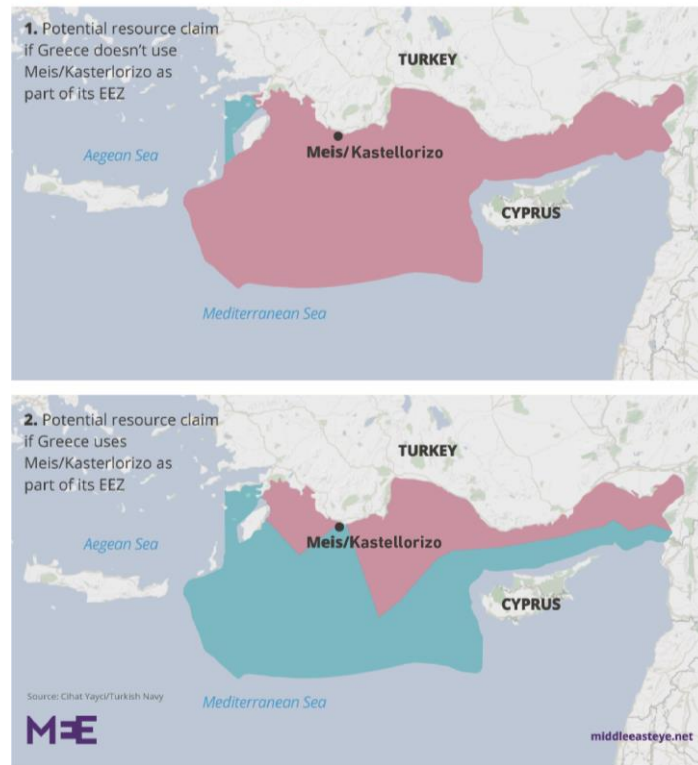 1. Potential resource claim
if Greece doesn't use
Meis/Kasterlorizo as
part of its EEZ
TURKEY
Aegean Sea
Meis/Kastellorizo
CYPRUS
Mediterranean Sea
2. Potential resource claim
if Greece uses
Meis/Kasterlorizo as
part of its EEZ
TURKEY
Aegean Sea
Meis/Kastellorizo
CYPRUS
Source: Cihat Yaycı/Turkish Navy
Mediterranean Sea
MEE
middleeasteye.net